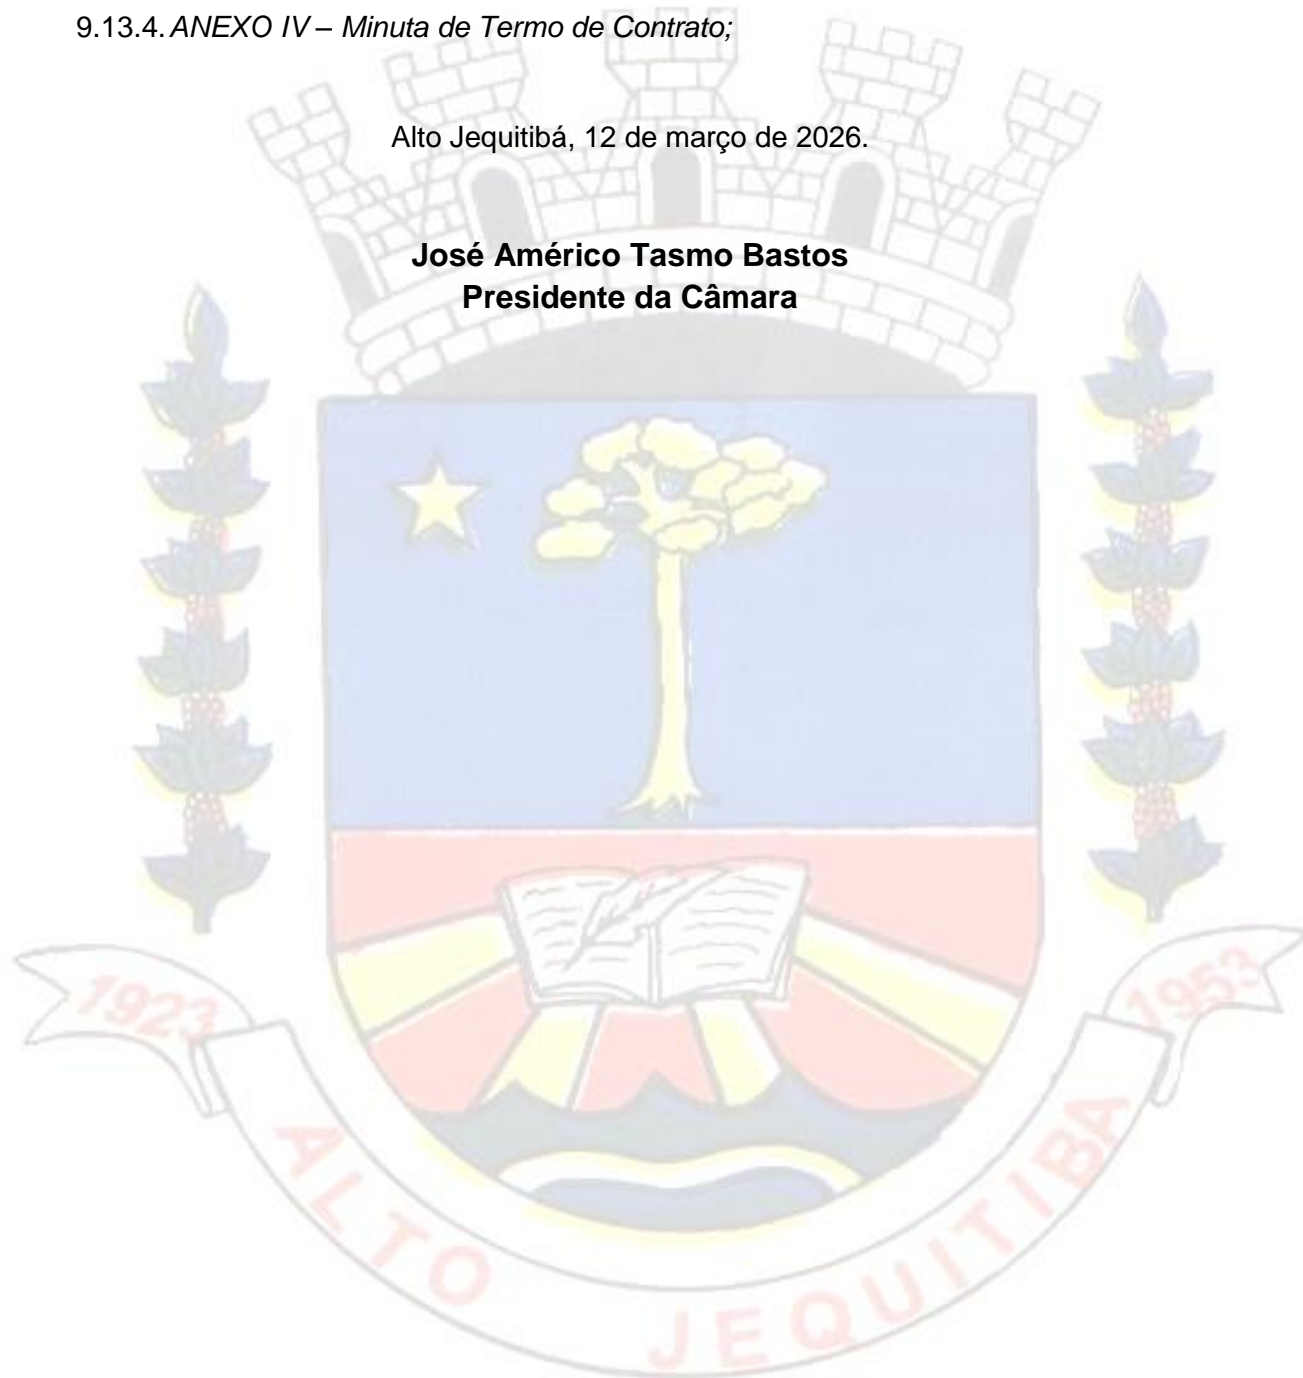 9.13.4. ANEXO IV – Minuta de Termo de Contrato;
Alto Jequitibá, 12 de março de 2026.
José Américo Tasmo Bastos
Presidente da Câmara
1923
1953
ALTO JEQUITIBA